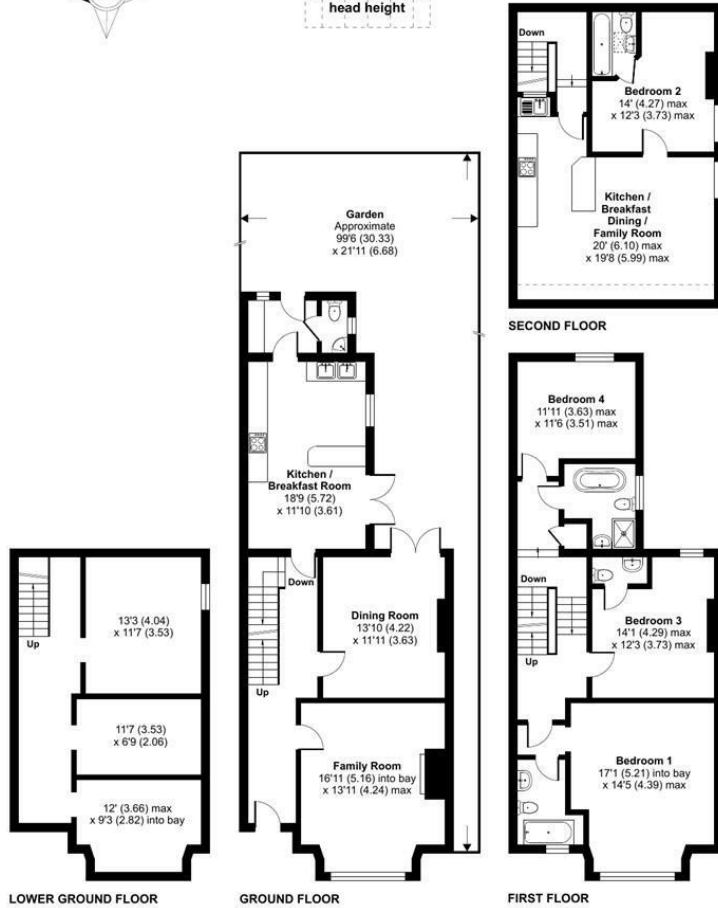 head height
Down
Bedroom 2
14' (4.27) max
x 12'3 (3.73) max
Kitchen /
Breakfast
Dining /
Family Room
20' (6.10) max
x 19'8 (5.99) max
SECOND FLOOR
Garden
Approximate
99'6 (30.33)
x 21'11 (6.68)
Kitchen /
Breakfast Room
18'9 (5.72)
x 11'10 (3.61)
Down
Dining Room
13'10 (4.22)
x 11'11 (3.63)
Up
Family Room
16'11 (5.16) into bay
x 13'11 (4.24) max
GROUND FLOOR
Bedroom 4
11'11 (3.63) max
x 11'6 (3.51) max
Down
Bedroom 3
14'1 (4.29) max
x 12'3 (3.73) max
Up
Bedroom 1
17'1 (5.21) into bay
x 14'5 (4.39) max
FIRST FLOOR
13'3 (4.04)
x 11'7 (3.53)
Up
11'7 (3.53)
x 6'9 (2.06)
12' (3.66) max
x 9'3 (2.82) into bay
LOWER GROUND FLOOR